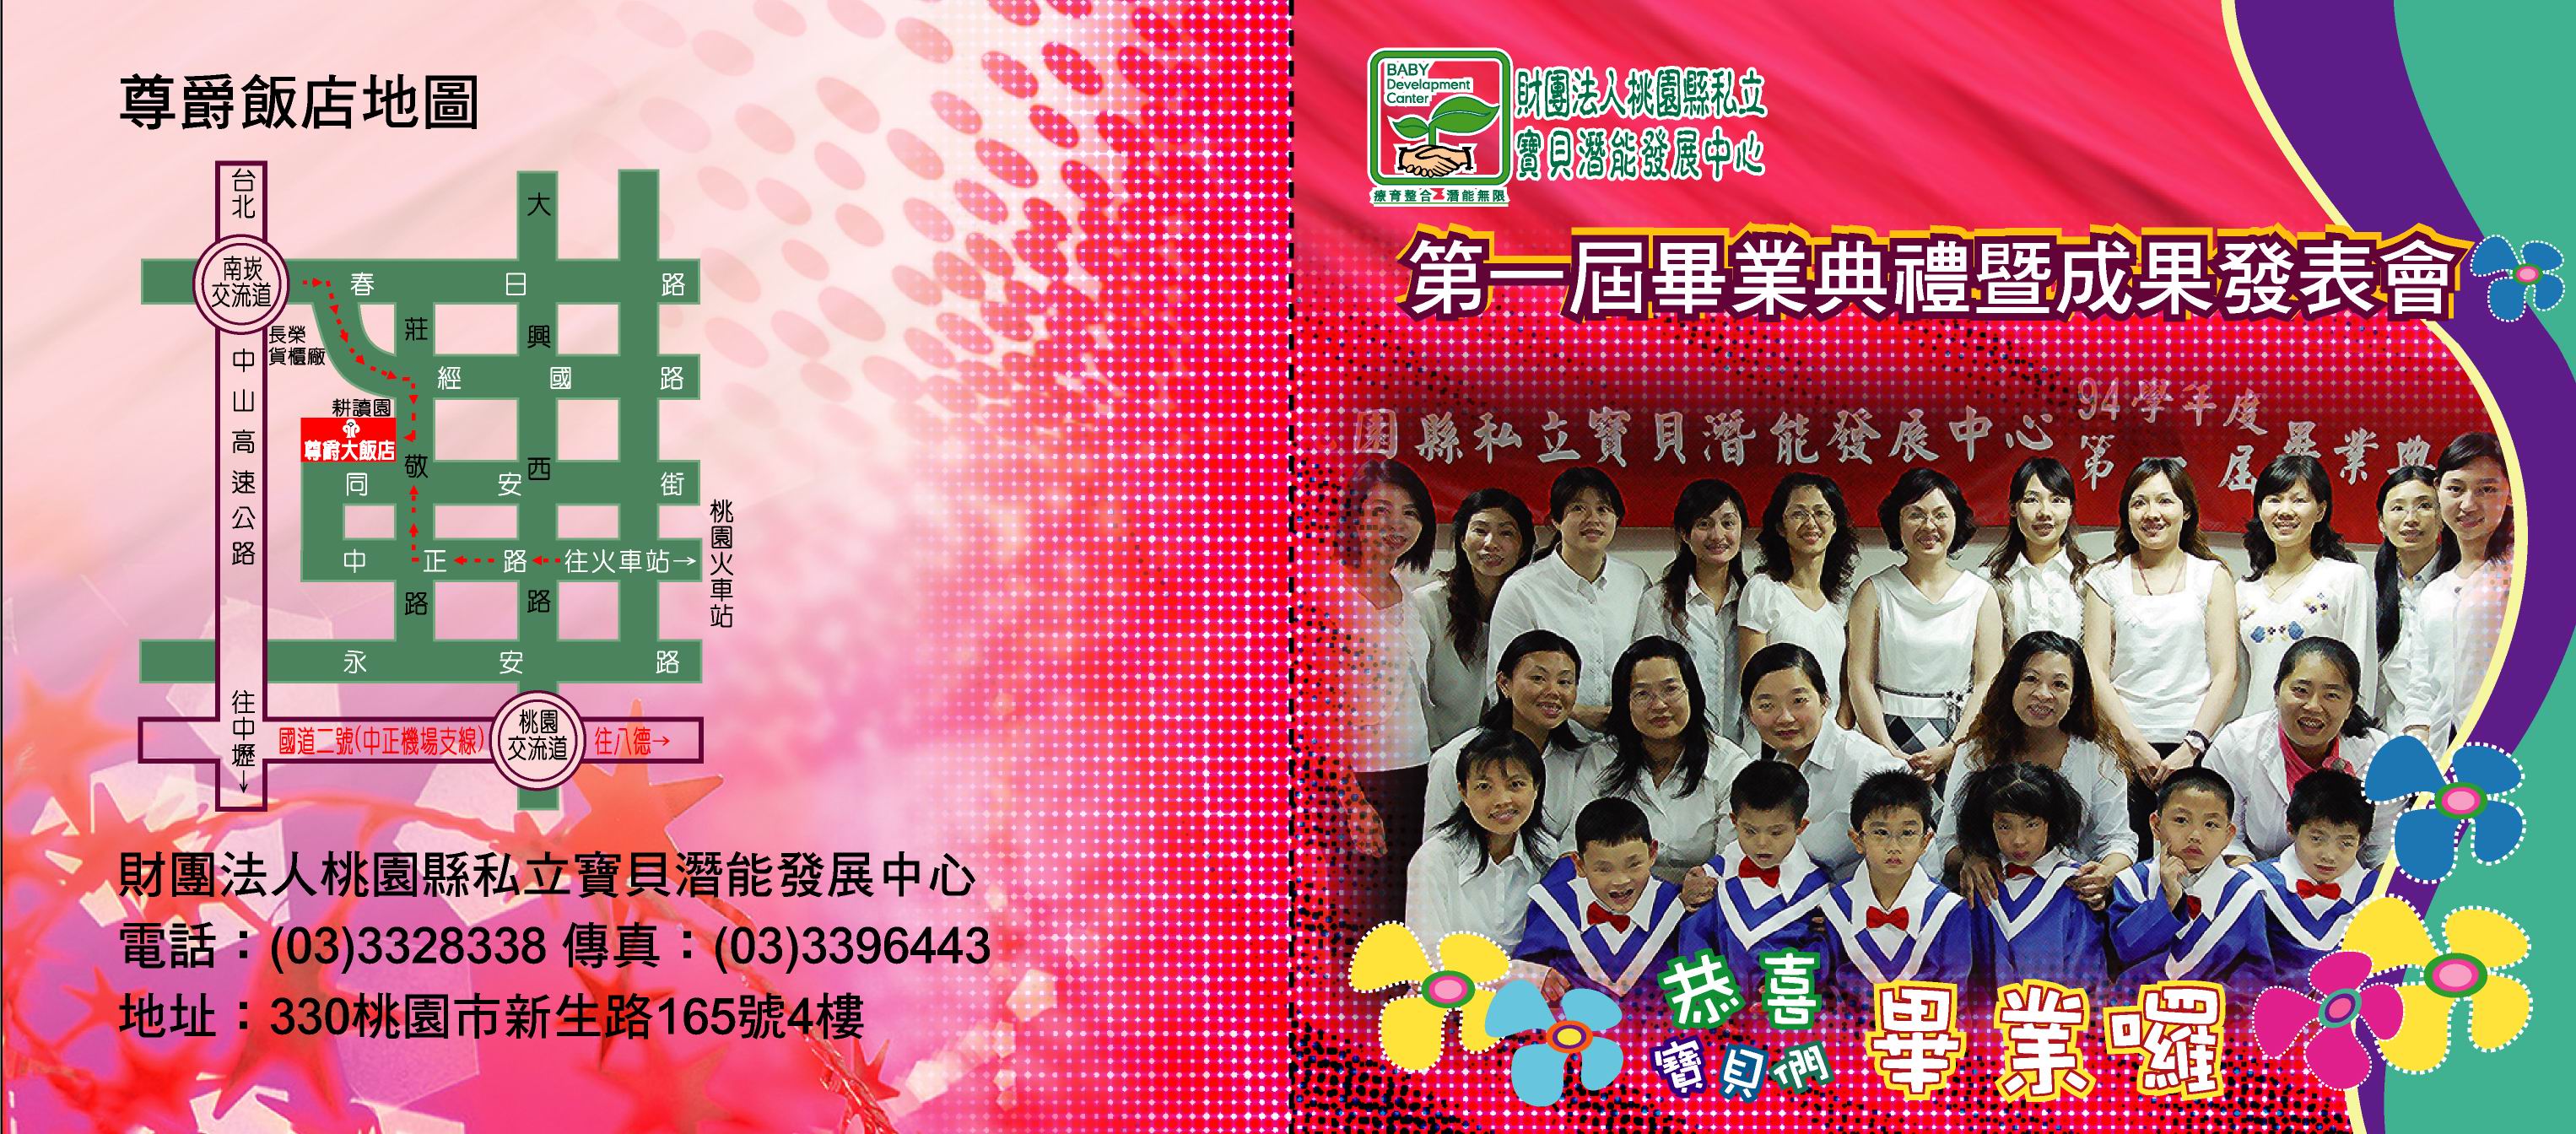 尊爵飯店地圖
台北
南崁
交流道
春日路
大興西路
莊敬路
長榮
貨櫃廠
經國路
耕讀園
尊爵大飯店
同安街
中山高速公路
中正路
往火車站→
桃園火車站
永安路
往中壢↓
國道二號(中正機場支線)
桃園
交流道
往八德→
財團法人桃園縣私立寶貝潛能發展中心
電話：(03)3328338 傳真：(03)3396443
地址：330桃園市新生路165號4樓
BABY
Development
Canter
療育整合 潛能無限
財團法人桃園縣私立
寶貝潛能發展中心
第一屆畢業典禮暨成果發表會
園縣私立寶貝潛能發展中心
94學年度
第一屆畢業典
恭喜
寶貝們
畢業囉